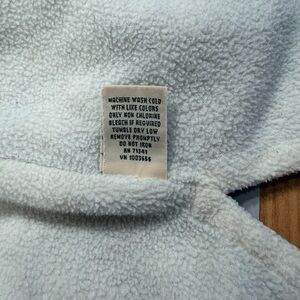 MACHINE WASH COLD
WITH LIKE COLORS
ONLY NON CHLORINE
BLEACH IF REQUIRED
TUMBLE DRY LOW
REMOVE PROMPTLY
DO NOT IRON
RN 71341
VN 1003656